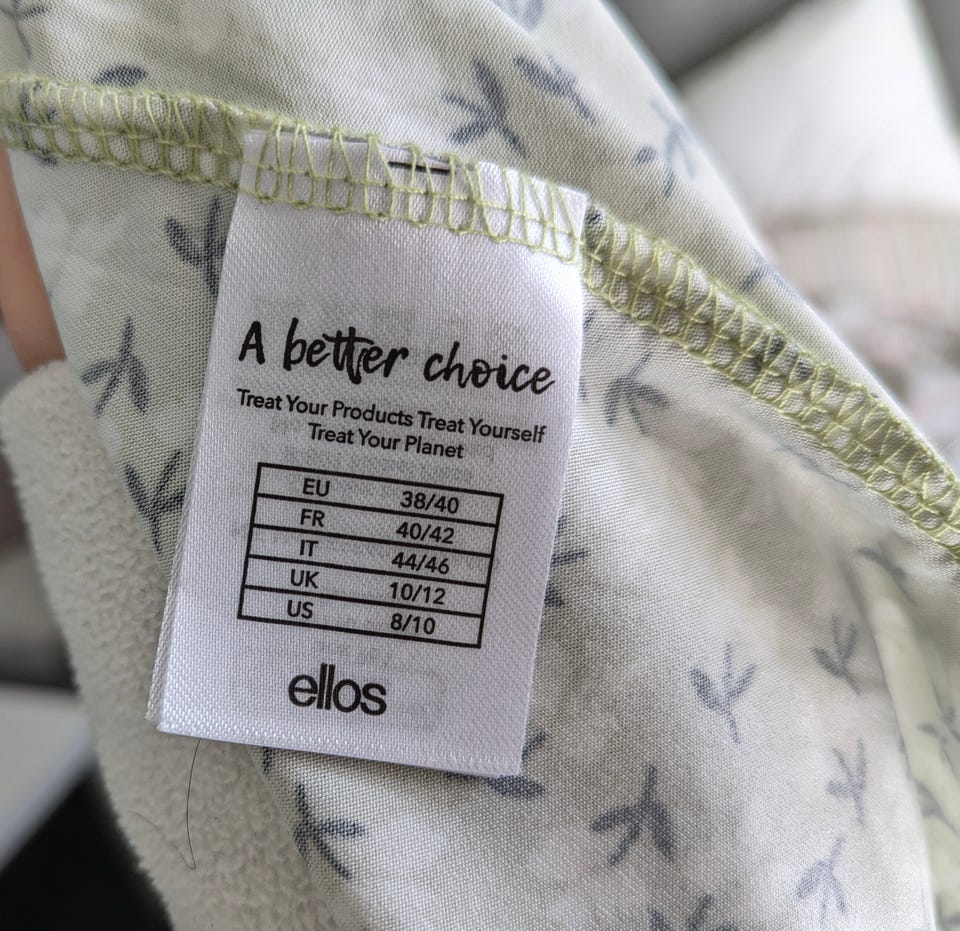 A better choice
Treat Your Products Treat Yourself
Treat Your Planet
EU 38/40
FR 40/42
IT 44/46
UK 10/12
US 8/10
ellos